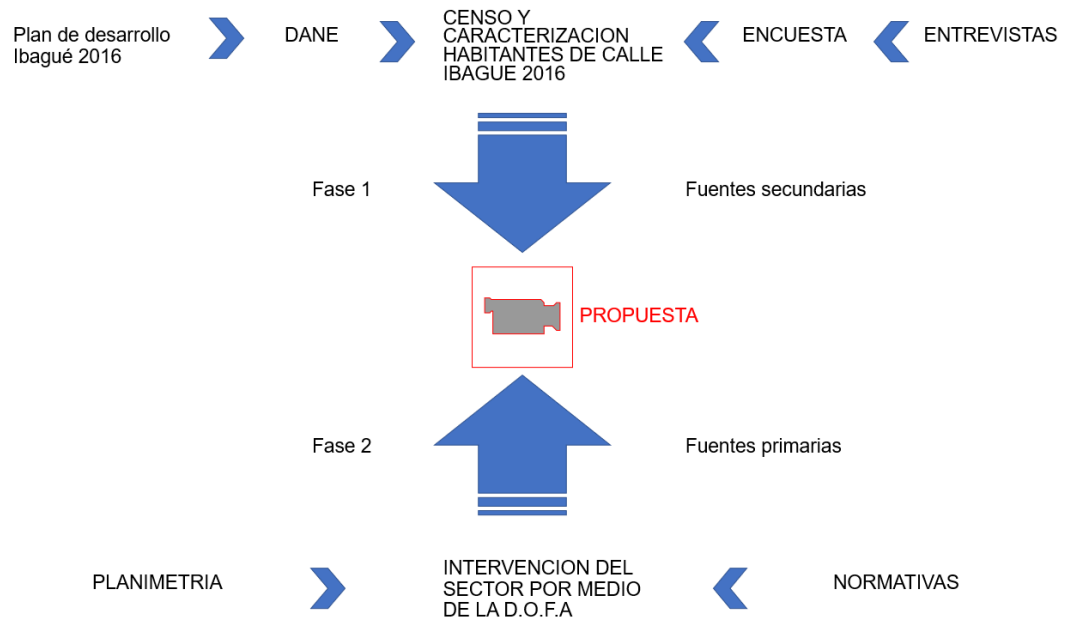 Plan de desarrollo
Ibagué 2016
DANE
CENSO Y
CARACTERIZACION
HABITANTES DE CALLE
IBAGUE 2016
ENCUESTA
ENTREVISTAS
Fase 1
Fuentes secundarias
PROPUESTA
Fase 2
Fuentes primarias
PLANIMETRIA
INTERVENCION DEL
SECTOR POR MEDIO
DE LA D.O.F.A
NORMATIVAS